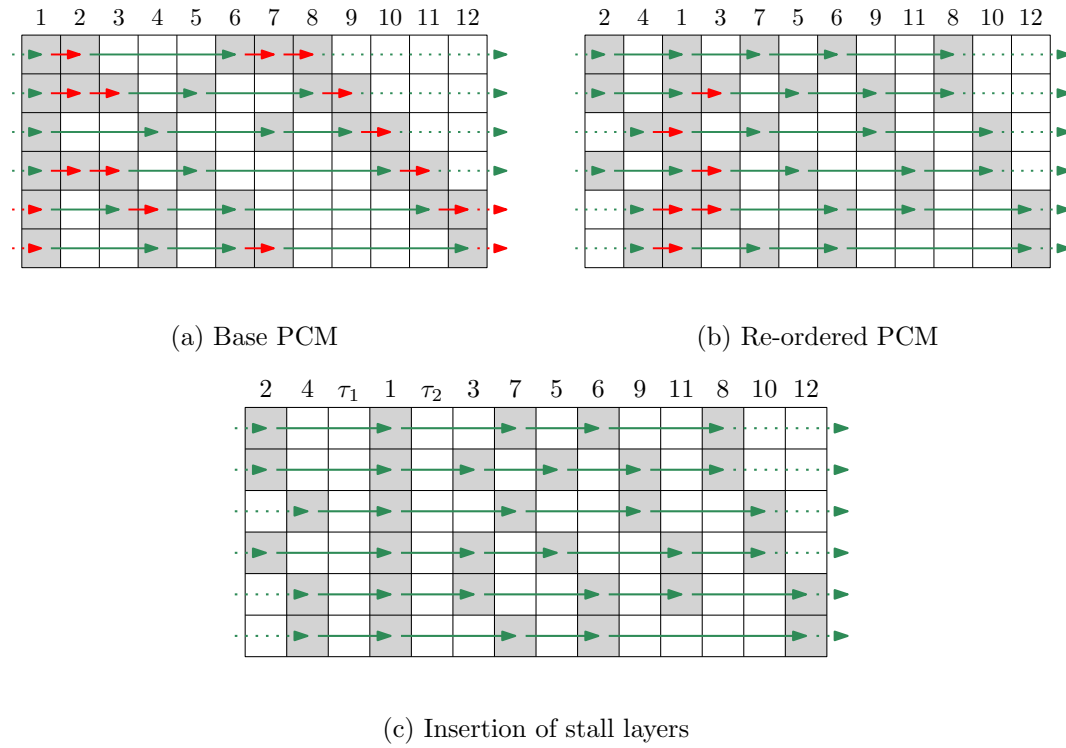 1 2 3 4 5 6 7 8 9 10 11 12
2 4 1 3 7 5 6 9 11 8 10 12
(a) Base PCM
(b) Re-ordered PCM
2 4 τ₁ 1 τ₂ 3 7 5 6 9 11 8 10 12
(c) Insertion of stall layers